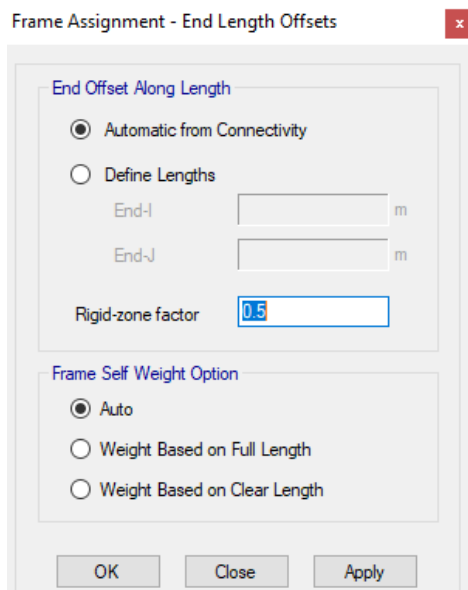 Frame Assignment - End Length Offsets
x
End Offset Along Length
Automatic from Connectivity
Define Lengths
End-I m
End-J m
Rigid-zone factor 0.5
Frame Self Weight Option
Auto
Weight Based on Full Length
Weight Based on Clear Length
OK Close Apply